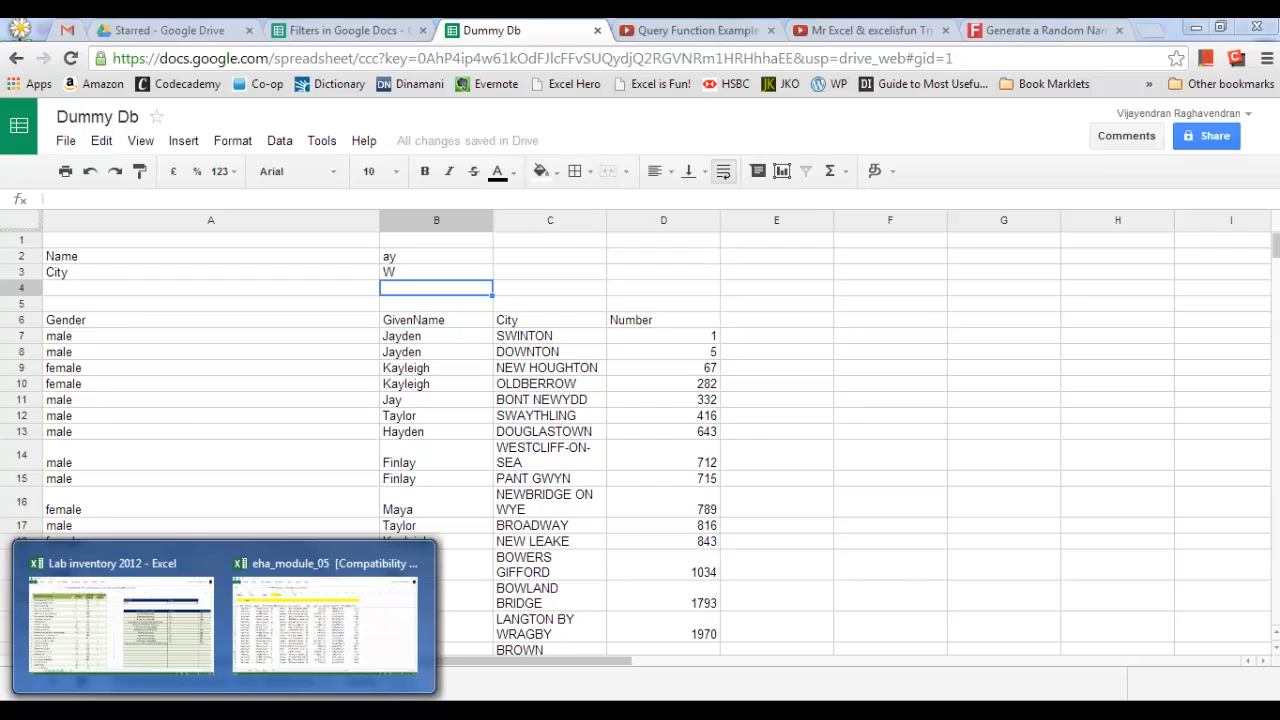 Starred - Google Drive
Filters in Google Docs - G
Dummy Db
Query Function Example
Mr Excel & excelisfun Tri
Generate a Random Nam
https://docs.google.com/spreadsheet/ccc?key=0AhP4ip4w61kOdFJlcFFvSUQydjQ2RGVNRm1HRHhhaEE&usp=drive_web#gid=1
Apps Amazon Codecademy Co-op Dictionary Dinamani Evernote Excel Hero Excel is Fun! HSBC JKO WP Guide to Most Usefu... Book Marklets » Other bookmarks
Dummy Db
Vijayendran Raghavendran
File Edit View Insert Format Data Tools Help All changes saved in Drive
Comments Share
£ % 123 Arial 10 B I S A Σ
fx
A B C D E F G H I
1
2 Name ay
3 City W
4
5
6 Gender GivenName City Number
7 male Jayden SWINTON 1
8 male Jayden DOWNTON 5
9 female Kayleigh NEW HOUGHTON 67
10 female Kayleigh OLDBERROW 282
11 male Jay BONT NEWYDD 332
12 male Taylor SWAYTHLING 416
13 male Hayden DOUGLASTOWN 643
WESTCLIFF-ON-
14 male Finlay SEA 712
15 male Finlay PANT GWYN 715
NEWBRIDGE ON
16 female Maya WYE 789
17 male Taylor BROADWAY 816
NEW LEAKE 843
BOWERS
GIFFORD 1034
BOWLAND
BRIDGE 1793
LANGTON BY
WRAGBY 1970
BROWN
Lab inventory 2012 - Excel
eha_module_05 [Compatibility ...